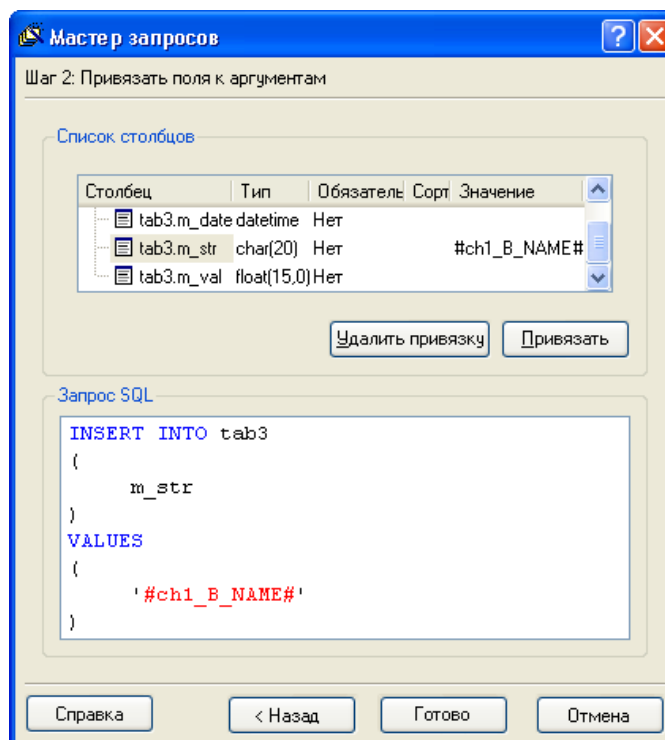 Мастер запросов
Шаг 2: Привязать поля к аргументам
Список столбцов
Столбец Тип Обязатель Сорт Значение
tab3.m_date datetime Нет
tab3.m_str char(20) Нет #ch1_B_NAME#
tab3.m_val float(15,0) Нет
Удалить привязку Привязать
Запрос SQL
INSERT INTO tab3
(
m_str
)
VALUES
(
'#ch1_B_NAME#'
)
Справка < Назад Готово Отмена